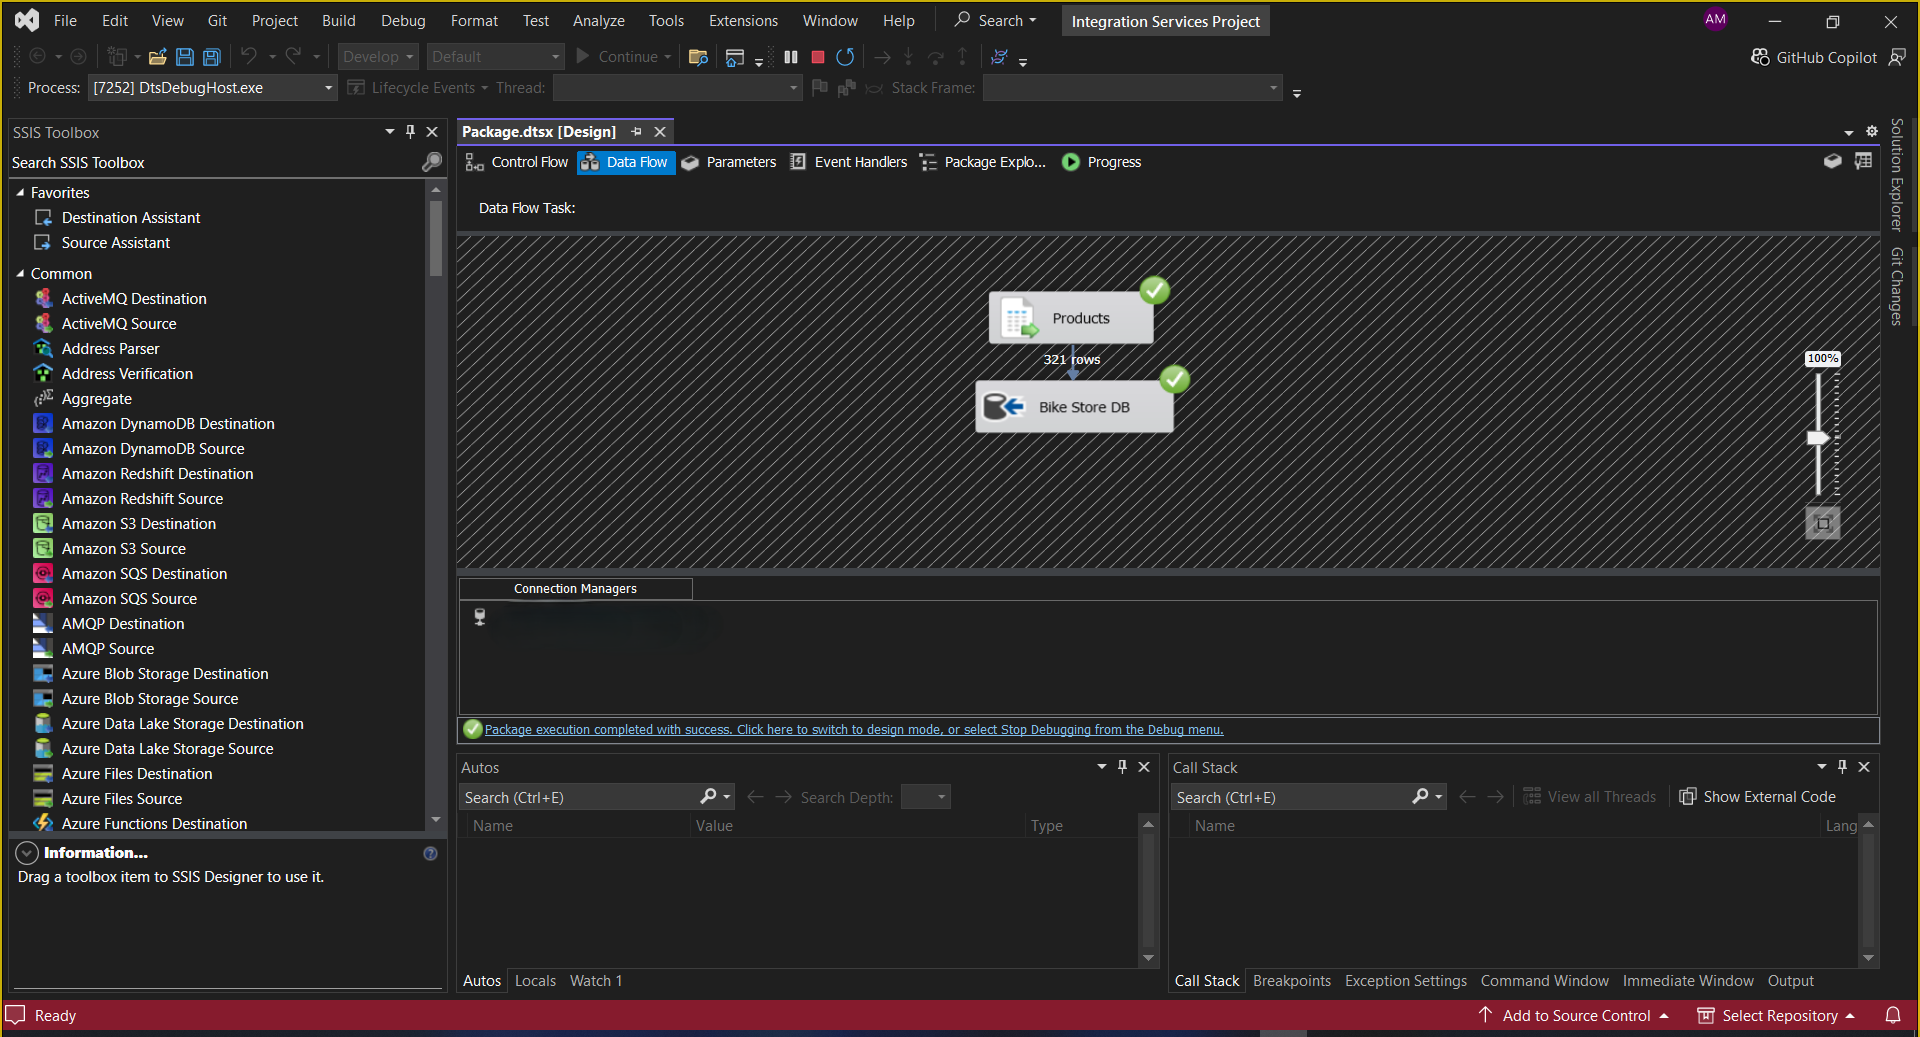 File Edit View Git Project Build Debug Format Test Analyze Tools Extensions Window Help Search Integration Services Project AM
Develop Default Continue GitHub Copilot
Process: [7252] DtsDebugHost.exe Lifecycle Events Thread: Stack Frame:
SSIS Toolbox
Search SSIS Toolbox
Favorites
Destination Assistant
Source Assistant
Common
ActiveMQ Destination
ActiveMQ Source
Address Parser
Address Verification
Aggregate
Amazon DynamoDB Destination
Amazon DynamoDB Source
Amazon Redshift Destination
Amazon Redshift Source
Amazon S3 Destination
Amazon S3 Source
Amazon SQS Destination
Amazon SQS Source
AMQP Destination
AMQP Source
Azure Blob Storage Destination
Azure Blob Storage Source
Azure Data Lake Storage Destination
Azure Data Lake Storage Source
Azure Files Destination
Azure Files Source
Azure Functions Destination
Information...
Drag a toolbox item to SSIS Designer to use it.
Package.dtsx [Design]
Control Flow Data Flow Parameters Event Handlers Package Explo... Progress
Data Flow Task:
Products
321 rows
Bike Store DB
100%
Connection Managers
Package execution completed with success. Click here to switch to design mode, or select Stop Debugging from the Debug menu.
Autos
Search (Ctrl+E) Search Depth:
Name Value Type
Autos Locals Watch 1
Call Stack
Search (Ctrl+E) View all Threads Show External Code
Name Lang
Call Stack Breakpoints Exception Settings Command Window Immediate Window Output
Solution Explorer
Git Changes
Ready Add to Source Control Select Repository